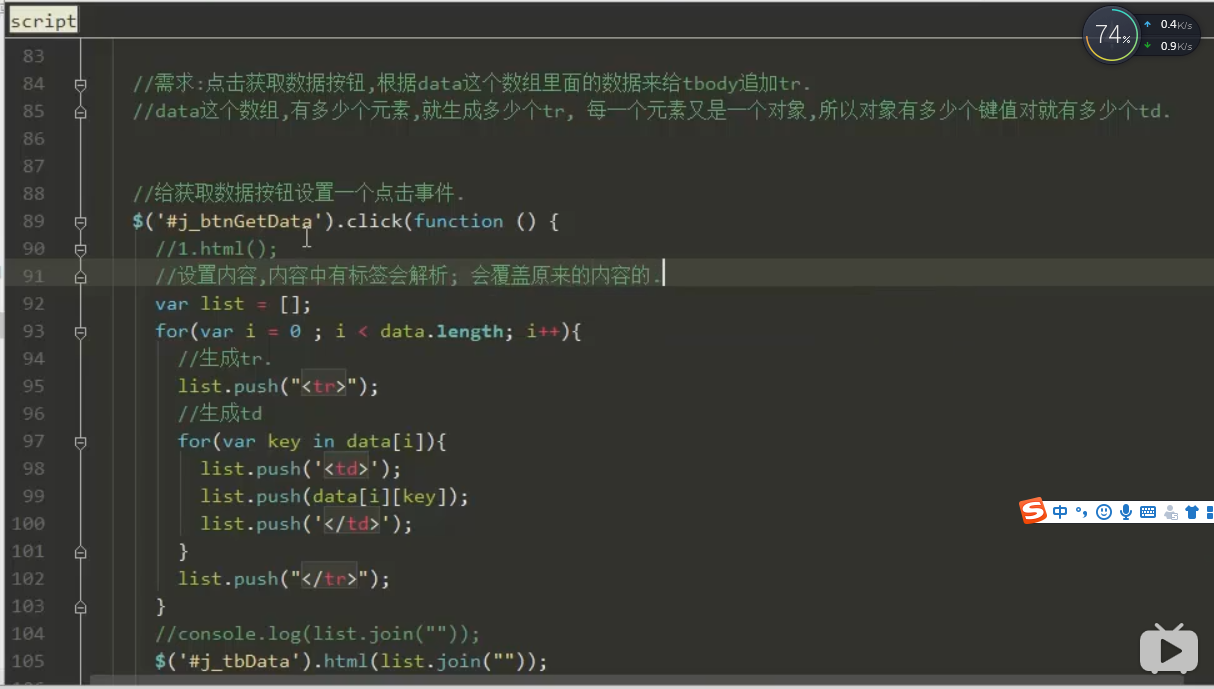 script
74%
0.4K/s
0.9K/s
83
84 //需求:点击获取数据按钮,根据data这个数组里面的数据来给tbody追加tr.
85 //data这个数组,有多少个元素,就生成多少个tr, 每一个元素又是一个对象,所以对象有多少个键值对就有多少个td.
86
87
88 //给获取数据按钮设置一个点击事件.
89 $('#j_btnGetData').click(function () {
90 //1.html();
91 //设置内容,内容中有标签会解析; 会覆盖原来的内容的.
92 var list = [];
93 for(var i = 0 ; i < data.length; i++){
94 //生成tr.
95 list.push("<tr>");
96 //生成td
97 for(var key in data[i]){
98 list.push('<td>');
99 list.push(data[i][key]);
100 list.push('</td>');
101 }
102 list.push("</tr>");
103 }
104 //console.log(list.join(""));
105 $('#j_tbData').html(list.join(""));
S 中